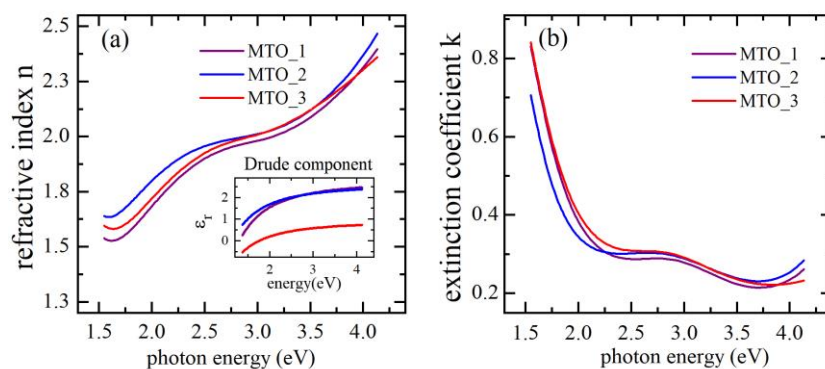 (a)
MTO_1
MTO_2
MTO_3
refractive index n
2.5
2.3
2.0
1.8
1.5
1.3
1.5 2.0 2.5 3.0 3.5 4.0
photon energy (eV)
Drude component
εr
2
1
0
2 3 4
energy(eV)
(b)
MTO_1
MTO_2
MTO_3
extinction coefficient k
0.8
0.6
0.4
0.2
1.5 2.0 2.5 3.0 3.5 4.0
photon energy (eV)